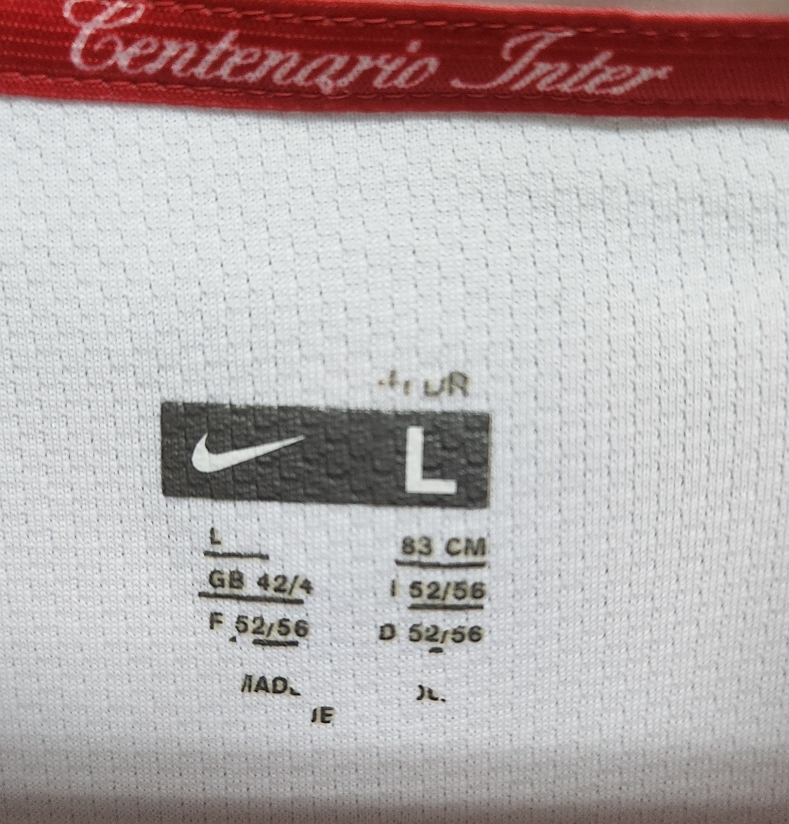 Centenario Inter
L
L 83 CM
GB 42/4 I 52/56
F 52/56 D 52/56